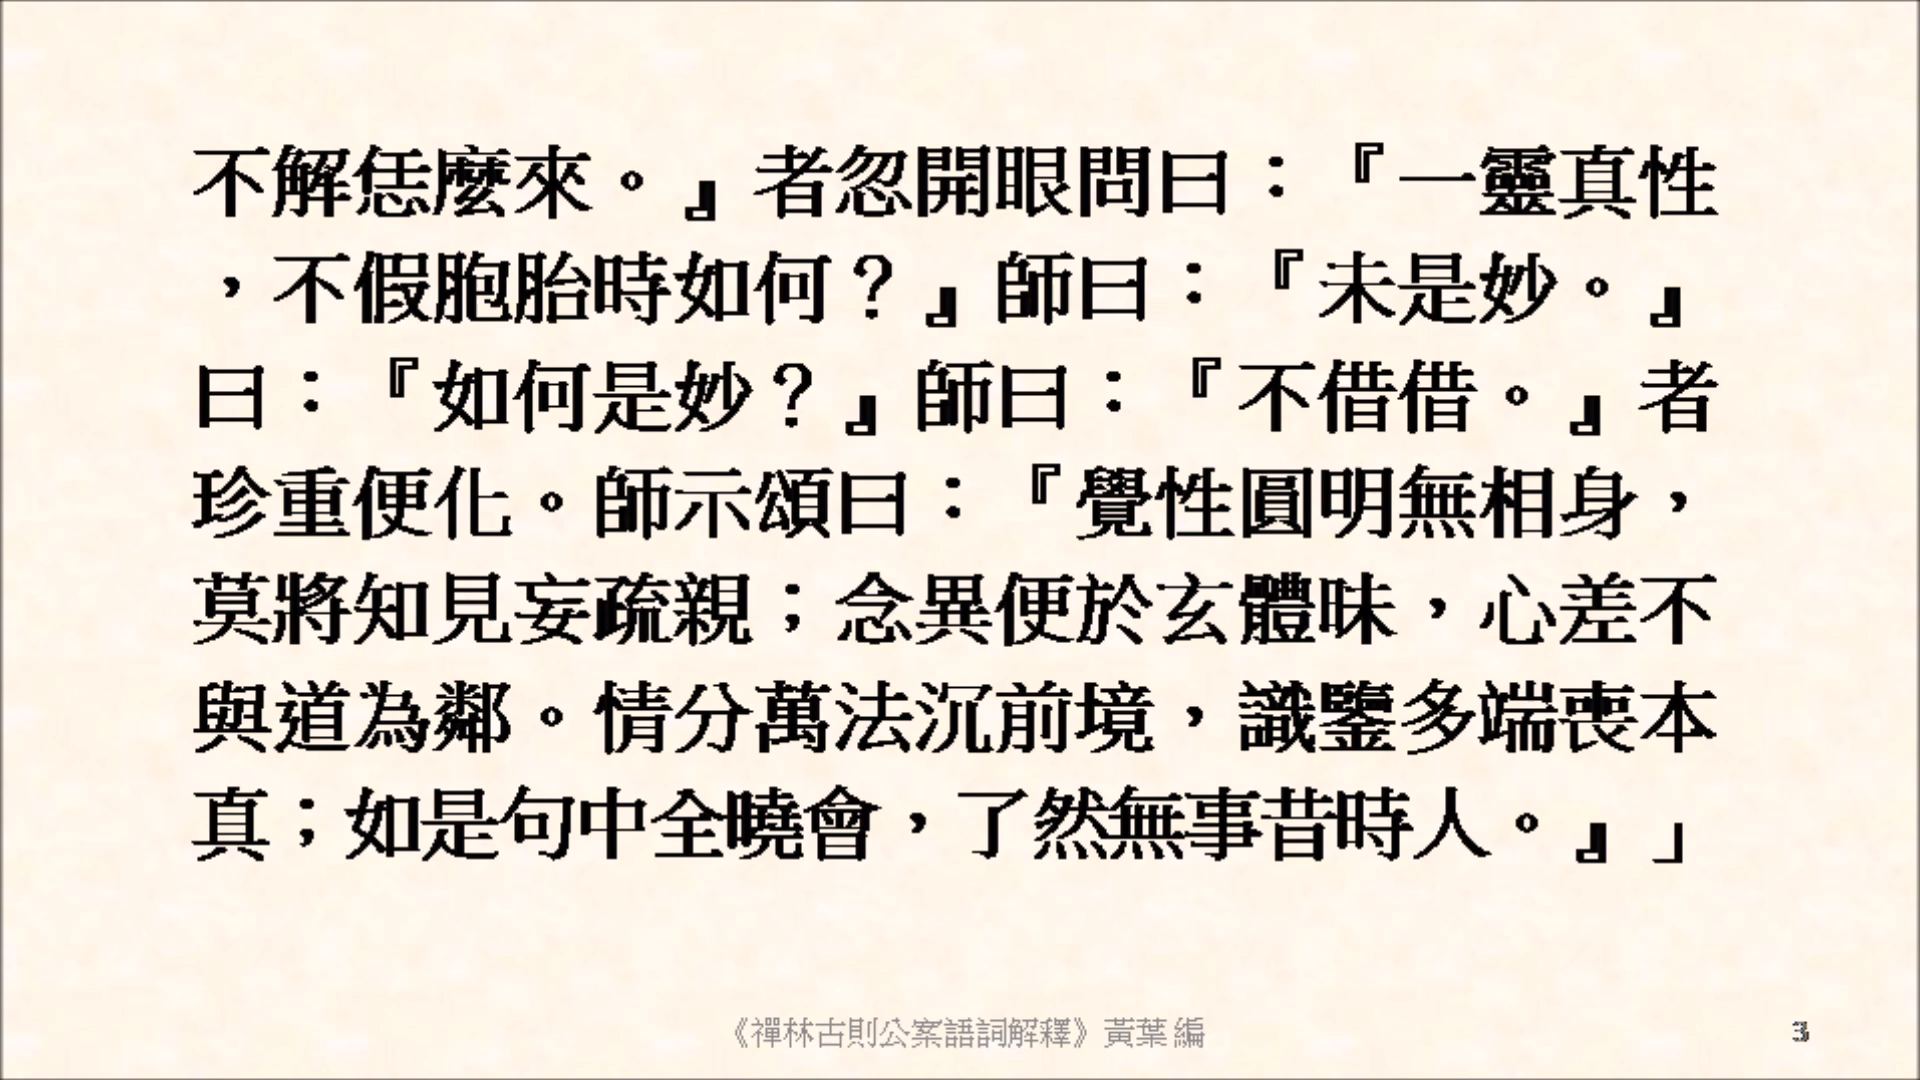 不解恁麼來。』者忽開眼問曰：『一靈真性
，不假胞胎時如何？』師曰：『未是妙。』
曰：『如何是妙？』師曰：『不借借。』者
珍重便化。師示頌曰：『覺性圓明無相身，
莫將知見妄疏親；念異便於玄體昧，心差不
與道為鄰。情分萬法沉前境，識鑒多端喪本
真；如是句中全曉會，了然無事昔時人。』」
《禪林古則公案語詞解釋》黃葉 編
3